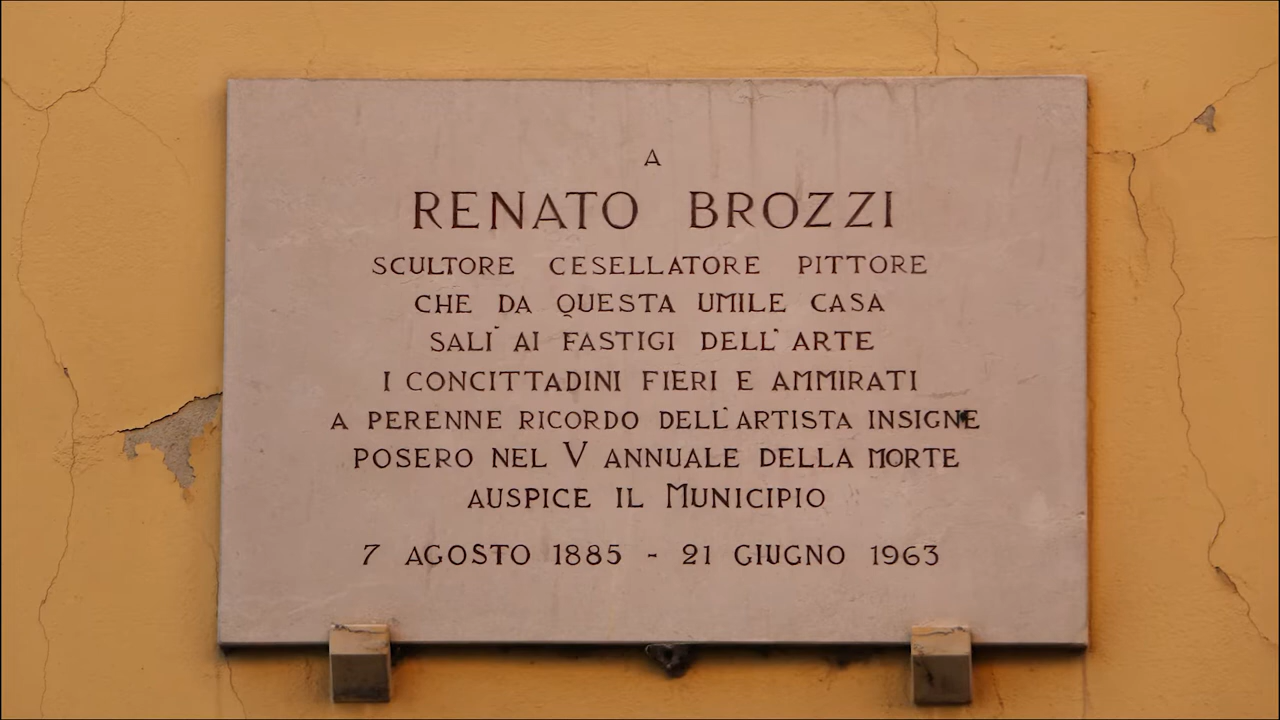 A
RENATO BROZZI
SCULTORE CESELLATORE PITTORE
CHE DA QUESTA UMILE CASA
SALI' AI FASTIGI DELL'ARTE
I CONCITTADINI FIERI E AMMIRATI
A PERENNE RICORDO DELL'ARTISTA INSIGNE
POSERO NEL V ANNUALE DELLA MORTE
AUSPICE IL MUNICIPIO
7 AGOSTO 1885 - 21 GIUGNO 1963